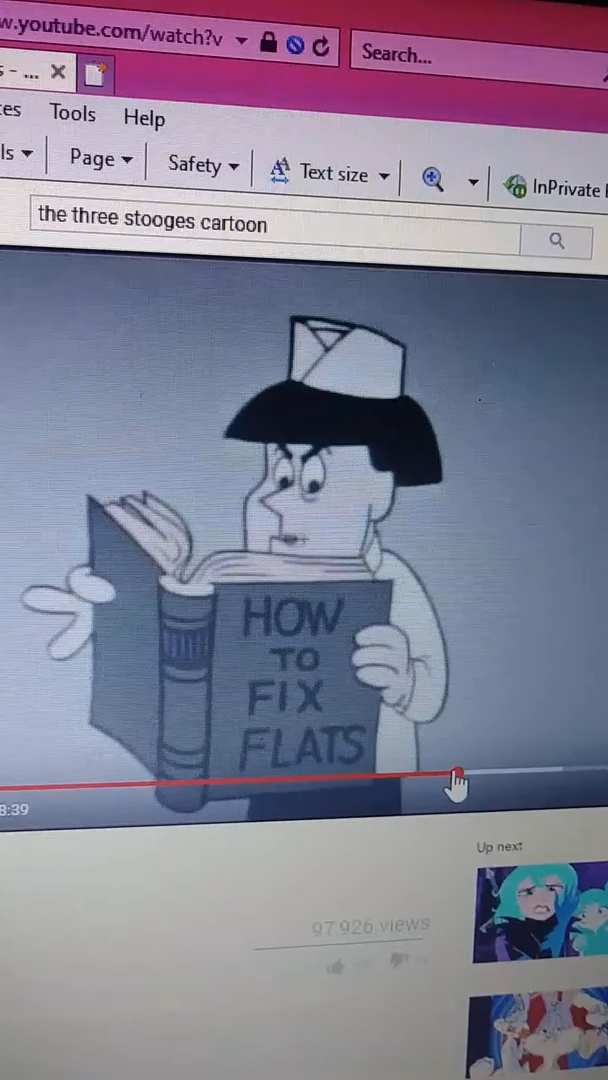 w.youtube.com/watch?v
Search...
s - ...
es Tools Help
ls Page Safety Text size InPrivate
the three stooges cartoon
HOW
TO
FIX
FLATS
8:39
Up next
97,926 views